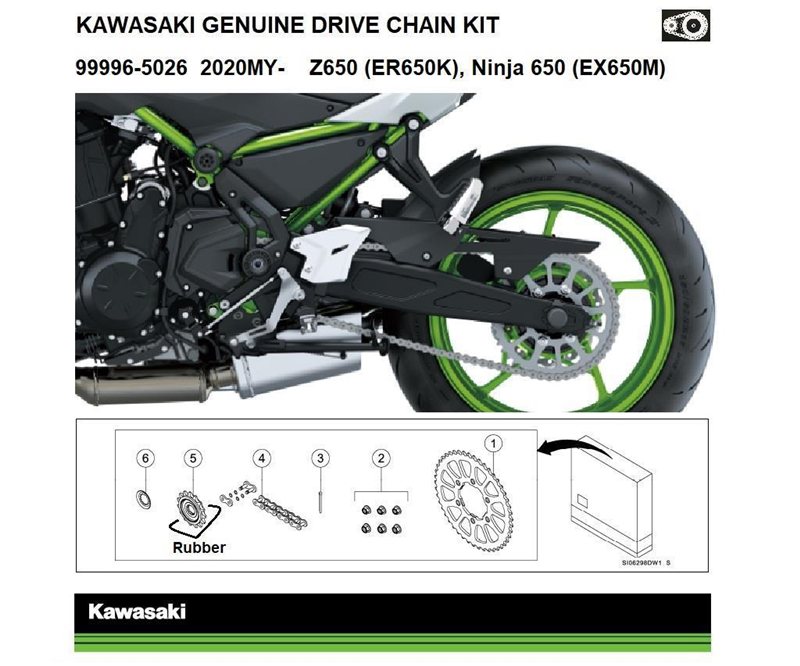 KAWASAKI GENUINE DRIVE CHAIN KIT
99996-5026 2020MY- Z650 (ER650K), Ninja 650 (EX650M)
6 5 4 3 2 1
Rubber
SI06298DW1 S
Kawasaki